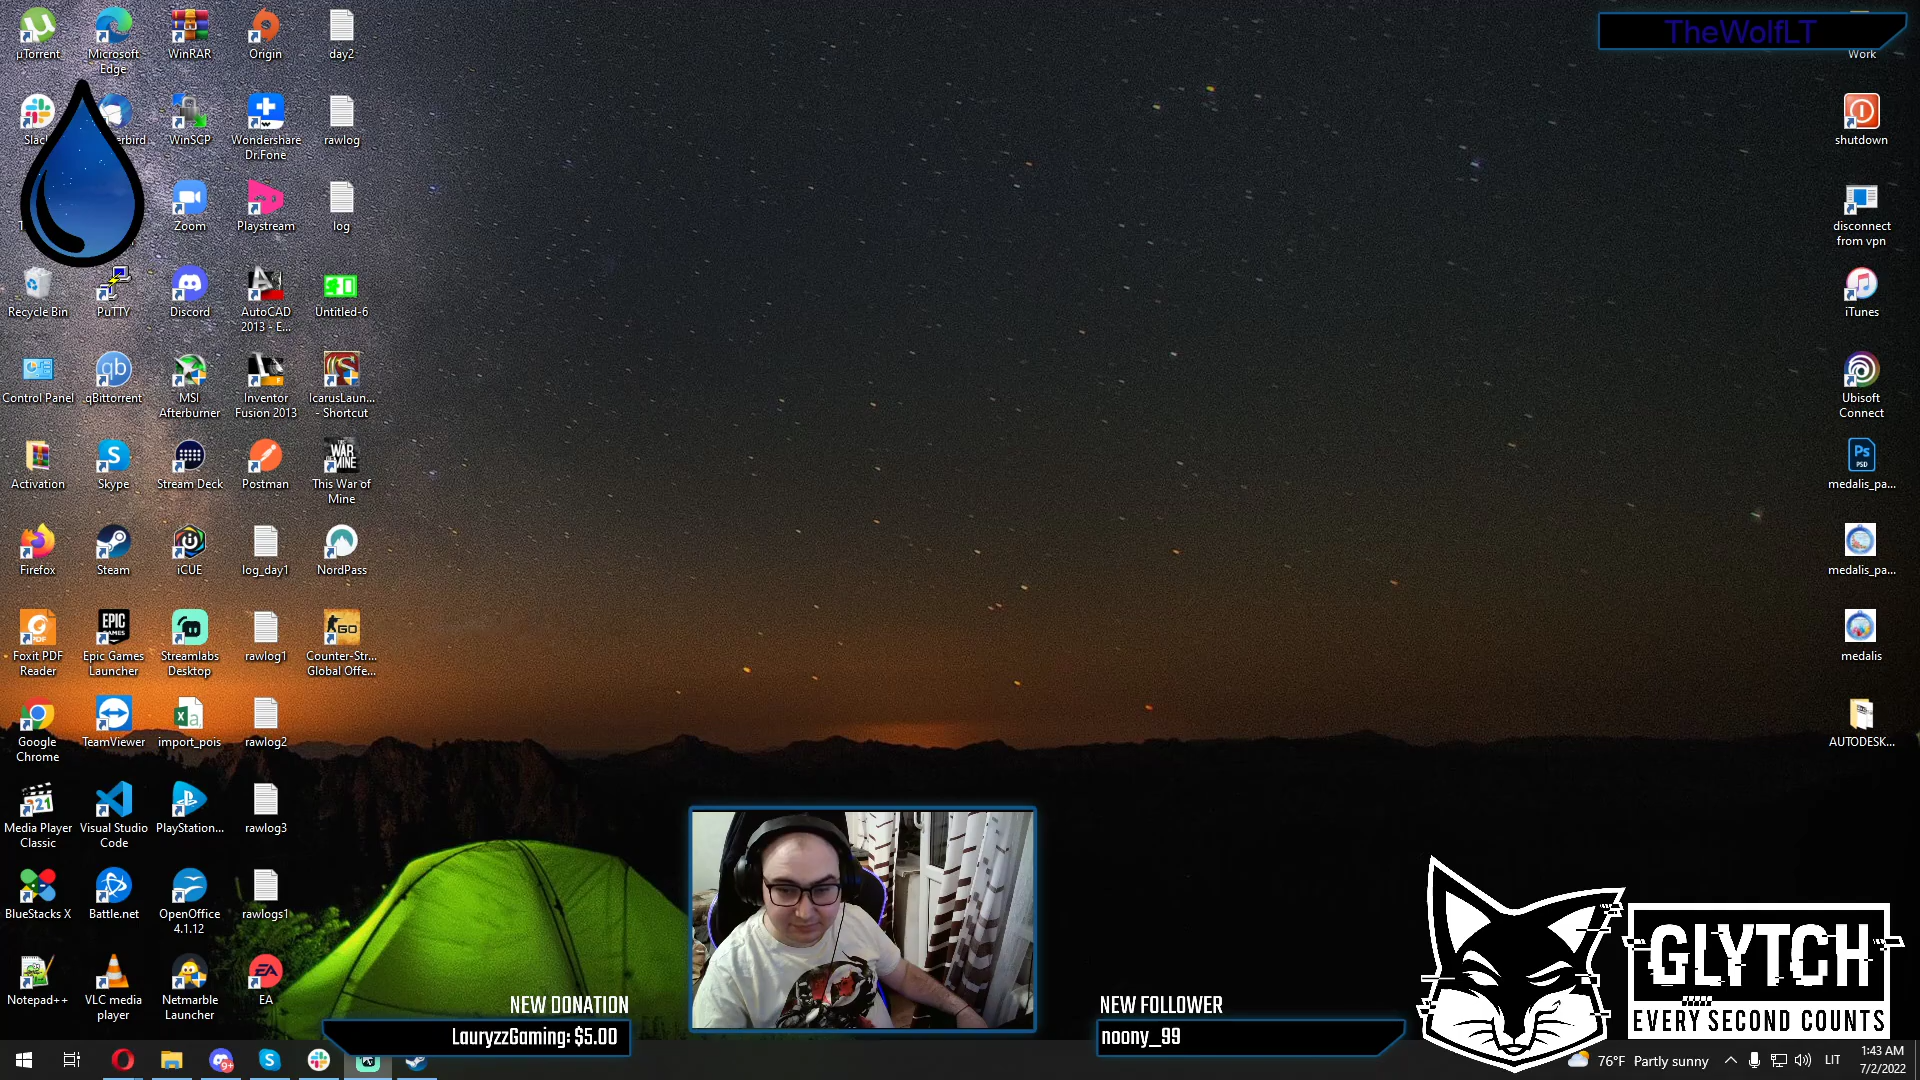 µTorrent
Microsoft
Edge
WinRAR
Origin
day2
TheWolfLT
Work
Slac
erbird
WinSCP
Wondershare
Dr.Fone
rawlog
shutdown
Zoom
Playstream
log
disconnect
from vpn
Recycle Bin
PuTTY
Discord
AutoCAD
2013 - E...
Untitled-6
iTunes
Control Panel
qBittorrent
MSI
Afterburner
Inventor
Fusion 2013
IcarusLaun...
- Shortcut
Ubisoft
Connect
Activation
Skype
Stream Deck
Postman
This War of
Mine
medalis_pa...
Firefox
Steam
iCUE
log_day1
NordPass
medalis_pa...
Foxit PDF
Reader
Epic Games
Launcher
Streamlabs
Desktop
rawlog1
Counter-Str...
Global Offe...
medalis
Google
Chrome
TeamViewer
import_pois
rawlog2
AUTODESK...
Media Player
Classic
Visual Studio
Code
PlayStation...
rawlog3
BlueStacks X
Battle.net
OpenOffice
4.1.12
rawlogs1
Notepad++
VLC media
player
Netmarble
Launcher
EA
NEW DONATION
LauryzzGaming: $5.00
NEW FOLLOWER
noony_99
GLYTCH
EVERY SECOND COUNTS
76°F Partly sunny
LIT
1:43 AM
7/2/2022